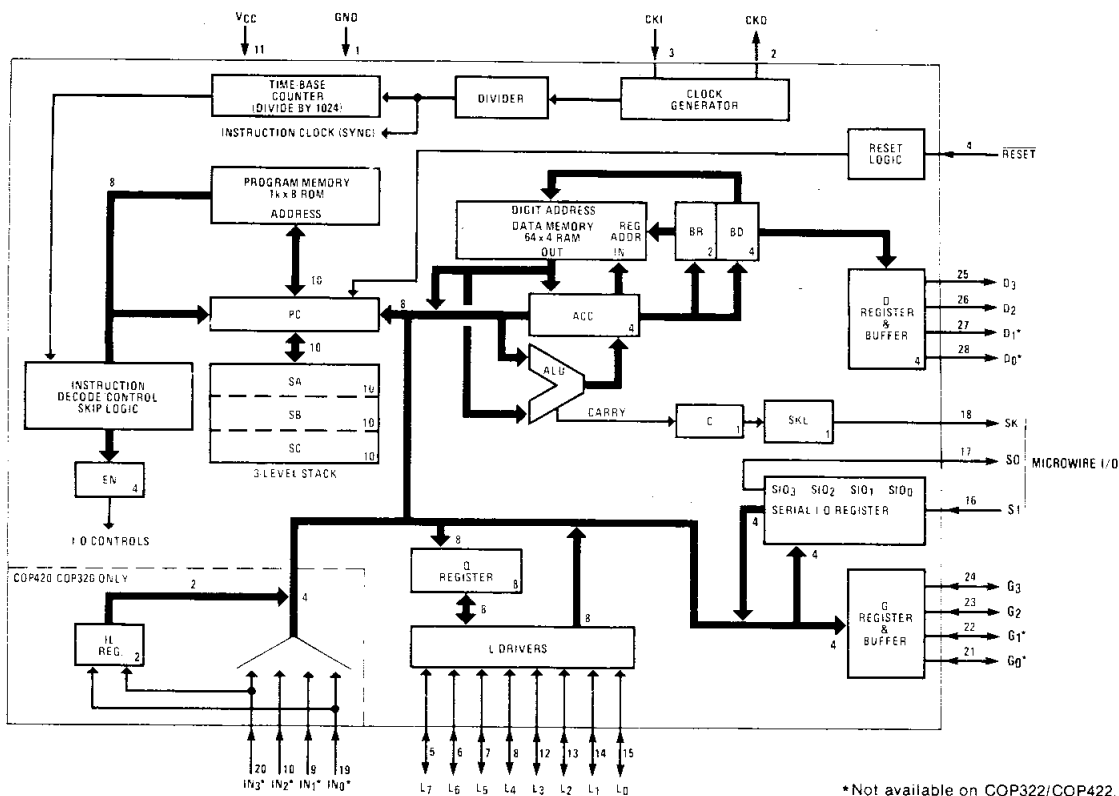 VCC
GND
CKI
CKO
11
1
3
2
TIME-BASE
COUNTER
(DIVIDE BY 1024)
DIVIDER
CLOCK
GENERATOR
INSTRUCTION CLOCK (SYNC)
RESET
LOGIC
4
RESET
8
PROGRAM MEMORY
1k x 8 ROM
ADDRESS
DIGIT ADDRESS
DATA MEMORY
64 x 4 RAM
REG
ADDR
OUT
IN
BR
2
BD
4
10
PC
8
ACC
4
D
REGISTER
&
BUFFER
4
25 D3
26 D2
27 D1*
28 D0*
10
INSTRUCTION
DECODE CONTROL
SKIP LOGIC
SA
10
SB
10
SC
10
3-LEVEL STACK
ALU
CARRY
C
1
SKL
1
18 SK
17 SO
MICROWIRE I/O
16 SI
EN
4
I/O CONTROLS
SIO3 SIO2 SIO1 SIO0
SERIAL I/O REGISTER
4
4
COP420/COP320 ONLY
2
4
8
Q
REGISTER
8
8
8
IL
REG.
2
L DRIVERS
4
G
REGISTER
&
BUFFER
24 G3
23 G2
22 G1*
21 G0*
20
10
9
19
5
6
7
8
12
13
14
15
IN3* IN2* IN1* IN0*
L7 L6 L5 L4 L3 L2 L1 L0
*Not available on COP322/COP422.